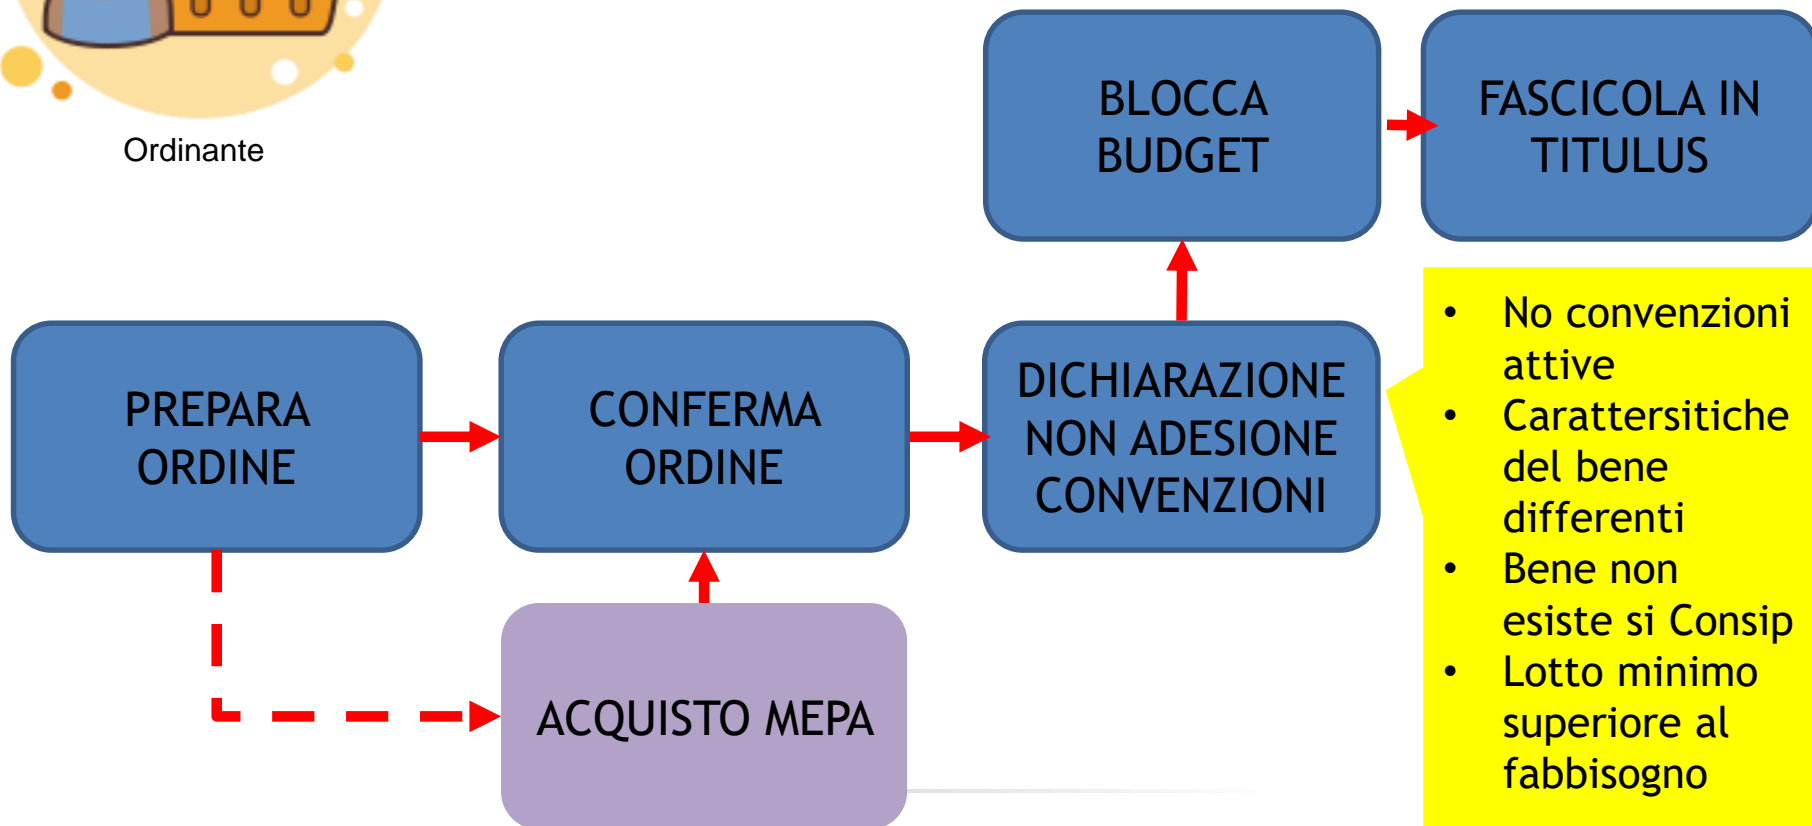 Ordinante
BLOCCA
BUDGET
FASCICOLA IN
TITULUS
PREPARA
ORDINE
CONFERMA
ORDINE
DICHIARAZIONE
NON ADESIONE
CONVENZIONI
ACQUISTO MEPA
• No convenzioni
attive
• Carattersitiche
del bene
differenti
• Bene non
esiste si Consip
• Lotto minimo
superiore al
fabbisogno